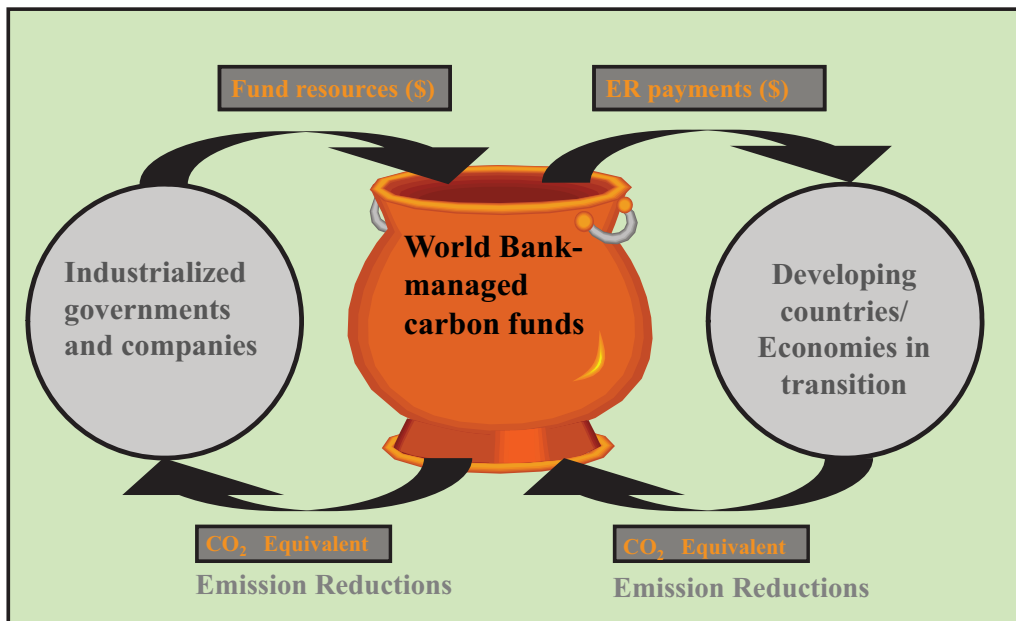 Fund resources ($)
ER payments ($)
Industrialized
governments
and companies
World Bank-
managed
carbon funds
Developing
countries/
Economies in
transition
CO₂ Equivalent
Emission Reductions
CO₂ Equivalent
Emission Reductions